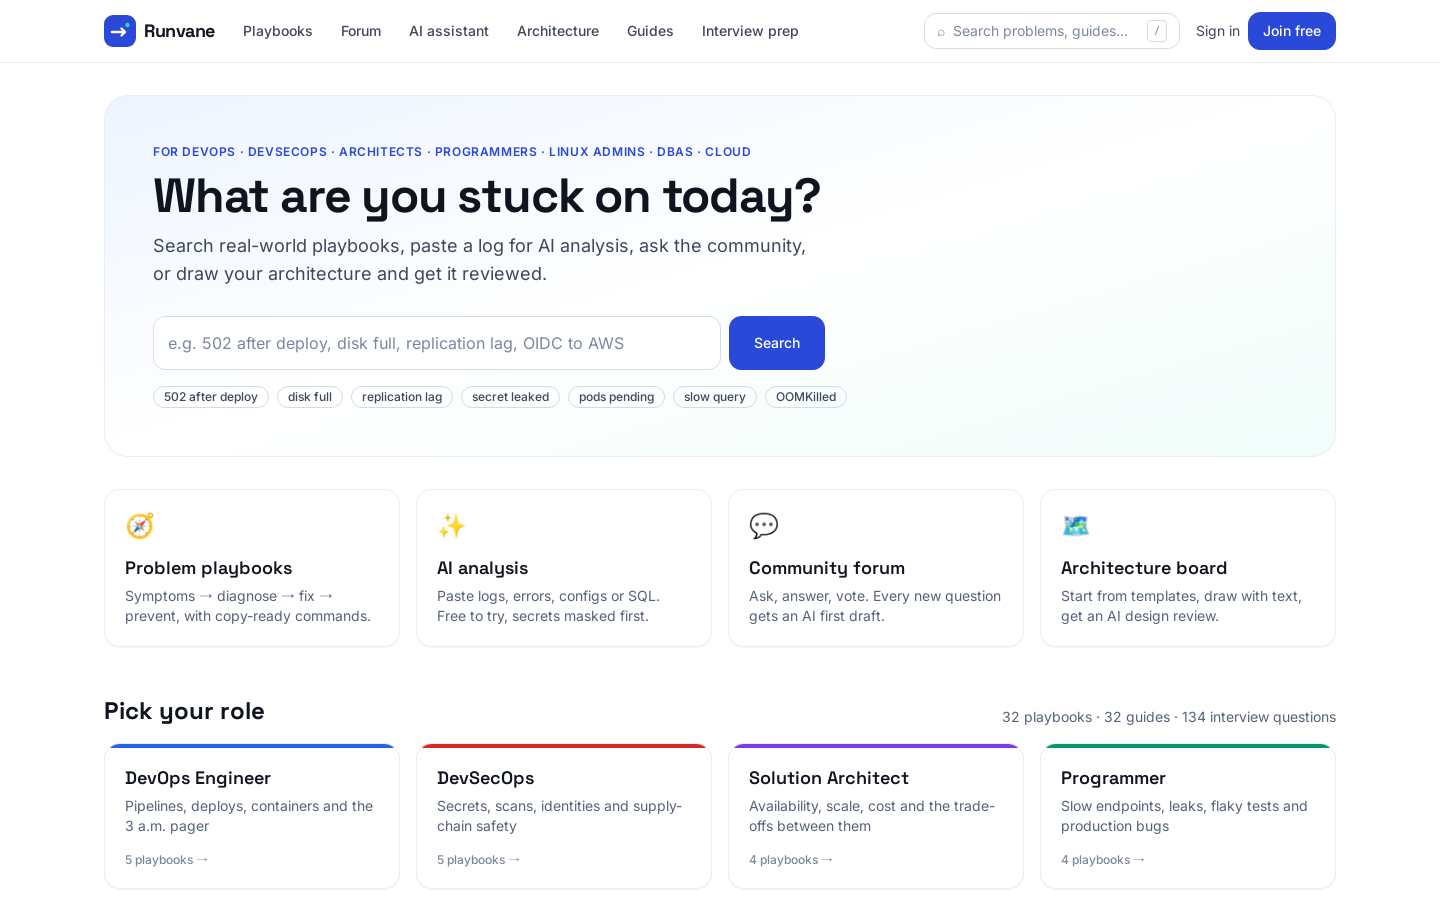 Runvane
Playbooks
Forum
AI assistant
Architecture
Guides
Interview prep
Search problems, guides...
/
Sign in
Join free
FOR DEVOPS · DEVSECOPS · ARCHITECTS · PROGRAMMERS · LINUX ADMINS · DBAS · CLOUD
What are you stuck on today?
Search real-world playbooks, paste a log for AI analysis, ask the community,
or draw your architecture and get it reviewed.
e.g. 502 after deploy, disk full, replication lag, OIDC to AWS
Search
502 after deploy
disk full
replication lag
secret leaked
pods pending
slow query
OOMKilled
Problem playbooks
Symptoms → diagnose → fix →
prevent, with copy-ready commands.
AI analysis
Paste logs, errors, configs or SQL.
Free to try, secrets masked first.
Community forum
Ask, answer, vote. Every new question
gets an AI first draft.
Architecture board
Start from templates, draw with text,
get an AI design review.
Pick your role
32 playbooks · 32 guides · 134 interview questions
DevOps Engineer
Pipelines, deploys, containers and the
3 a.m. pager
5 playbooks →
DevSecOps
Secrets, scans, identities and supply-
chain safety
5 playbooks →
Solution Architect
Availability, scale, cost and the trade-
offs between them
4 playbooks →
Programmer
Slow endpoints, leaks, flaky tests and
production bugs
4 playbooks →